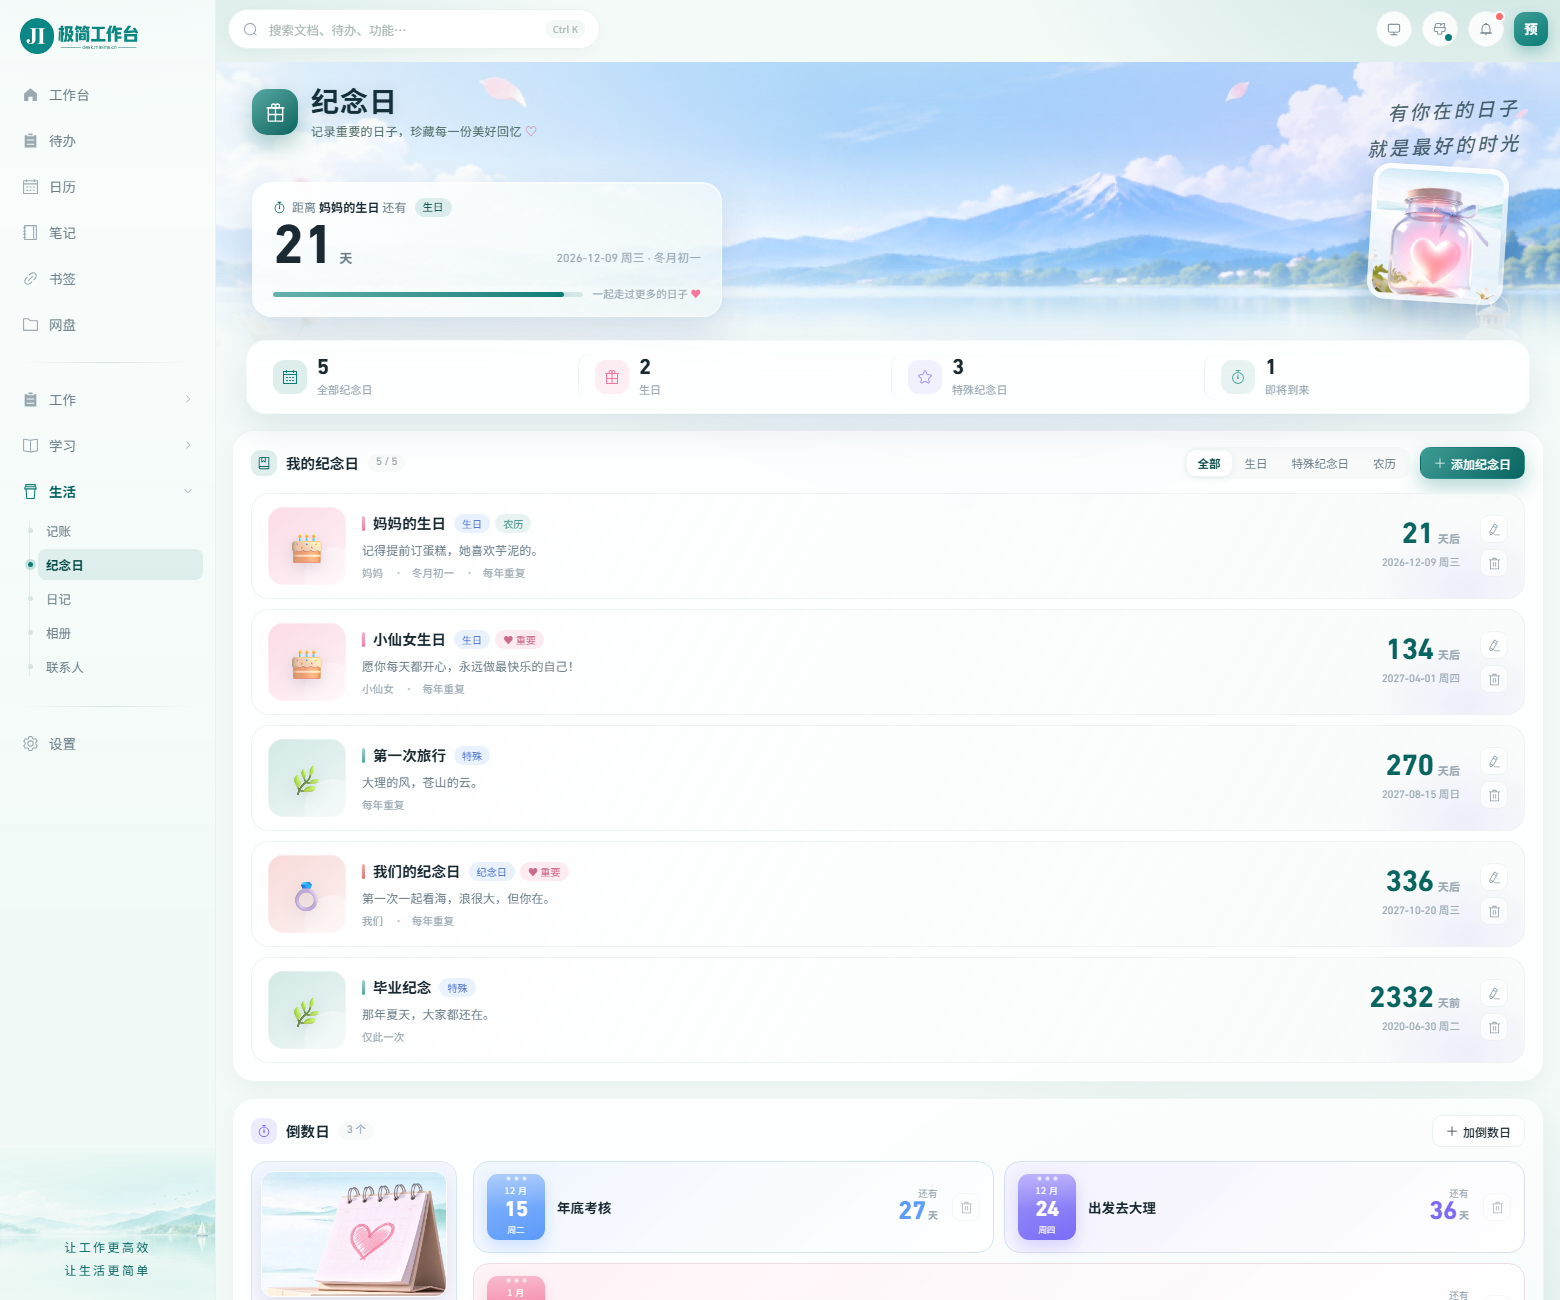 JI 极简工作台
搜索文档、待办、功能…
Ctrl K
预
工作台
待办
日历
笔记
书签
网盘
工作
学习
生活
记账
纪念日
日记
相册
联系人
设置
让工作更高效
让生活更简单
纪念日
记录重要的日子，珍藏每一份美好回忆 ♡
有你在的日子
就是最好的时光
距离 妈妈的生日 还有 生日
21 天
2026-12-09 周三 · 冬月初一
一起走过更多的日子 ♥
5
全部纪念日
2
生日
3
特殊纪念日
1
即将到来
我的纪念日 5 / 5
全部 生日 特殊纪念日 农历
+ 添加纪念日
妈妈的生日 生日 农历
记得提前订蛋糕，她喜欢芋泥的。
妈妈 · 冬月初一 · 每年重复
21 天后
2026-12-09 周三
小仙女生日 生日 ♥ 重要
愿你每天都开心，永远做最快乐的自己！
小仙女 · 每年重复
134 天后
2027-04-01 周四
第一次旅行 特殊
大理的风，苍山的云。
每年重复
270 天后
2027-08-15 周日
我们的纪念日 纪念日 ♥ 重要
第一次一起看海，浪很大，但你在。
我们 · 每年重复
336 天后
2027-10-20 周三
毕业纪念 特殊
那年夏天，大家都还在。
仅此一次
2332 天前
2020-06-30 周二
倒数日 3 个
+ 加倒数日
12 月
15
周二
年底考核
还有
27 天
12 月
24
周四
出发去大理
还有
36 天
1 月
还有